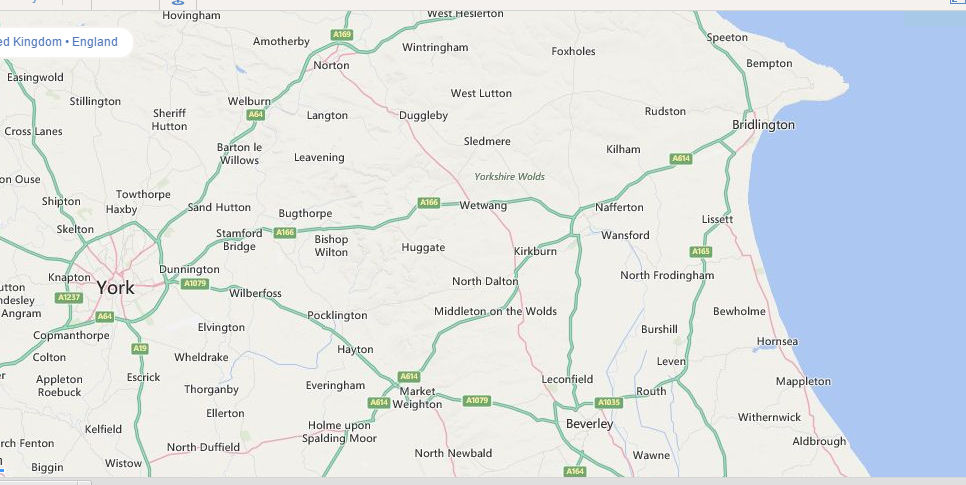 Hovingham
West Heslerton
Speeton
A169
ed Kingdom • England
Amotherby
Wintringham
Foxholes
Bempton
Norton
Easingwold
Stillington
Welburn
West Lutton
Sheriff
Hutton
A64
Langton
Duggleby
Rudston
Bridlington
Cross Lanes
Sledmere
Barton le
Willows
Leavening
Kilham
A614
on Ouse
Yorkshire Wolds
Shipton
Towthorpe
Haxby
Sand Hutton
Bugthorpe
A166
Wetwang
Nafferton
Lissett
Skelton
Stamford
Bridge
A166
Bishop
Wilton
Huggate
Kirkburn
Wansford
A165
Dunnington
Knapton
York
A1079
Wilberfoss
North Dalton
North Frodingham
utton
ndesley
A1237
Angram
A64
Pocklington
Middleton on the Wolds
Bewholme
Copmanthorpe
Elvington
Burshill
Hornsea
A19
Colton
Wheldrake
Hayton
Leven
er
Appleton
Roebuck
Escrick
Thorganby
Everingham
A614
Market
Weighton
Leconfield
Routh
Mappleton
A614
A1079
A1035
Ellerton
Holme upon
Spalding Moor
Beverley
Withernwick
Kelfield
rch Fenton
North Duffield
North Newbald
Wawne
Aldbrough
Biggin
Wistow
A164